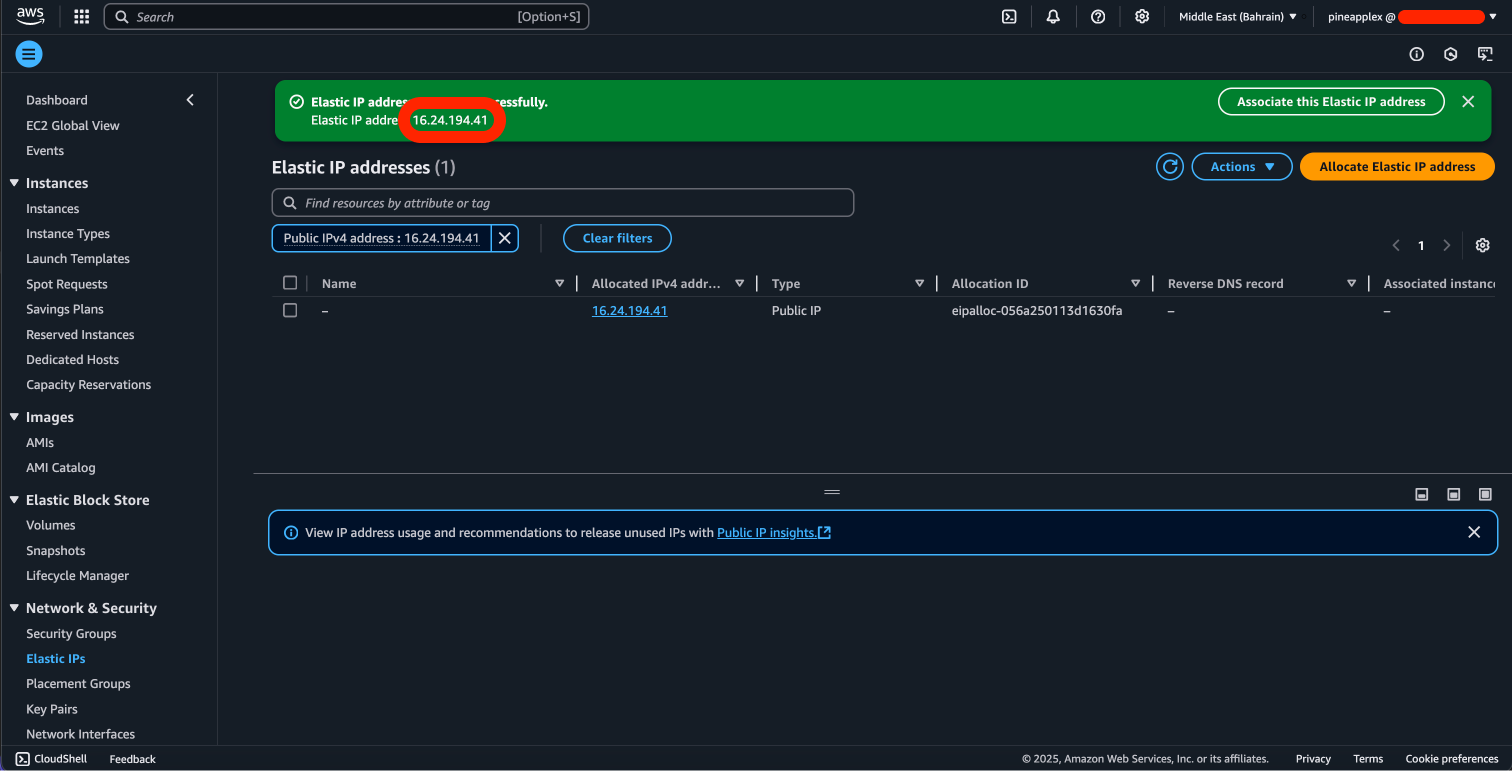 aws
Search [Option+S]
Middle East (Bahrain)
pineapplex @
Dashboard
EC2 Global View
Events
Instances
Instances
Instance Types
Launch Templates
Spot Requests
Savings Plans
Reserved Instances
Dedicated Hosts
Capacity Reservations
Images
AMIs
AMI Catalog
Elastic Block Store
Volumes
Snapshots
Lifecycle Manager
Network & Security
Security Groups
Elastic IPs
Placement Groups
Key Pairs
Network Interfaces
Elastic IP
Elastic IP 16.24.194.41
Associate this Elastic IP address
Elastic IP addresses (1)
Actions
Allocate Elastic IP address
Find resources by attribute or tag
Public IPv4 address : 16.24.194.41
Clear filters
1
Name Allocated IPv4 addr... Type Allocation ID Reverse DNS record Associated instance
– 16.24.194.41 Public IP eipalloc-056a250113d1630fa – –
View IP address usage and recommendations to release unused IPs with Public IP insights.
CloudShell Feedback
© 2025, Amazon Web Services, Inc. or its affiliates. Privacy Terms Cookie preferences